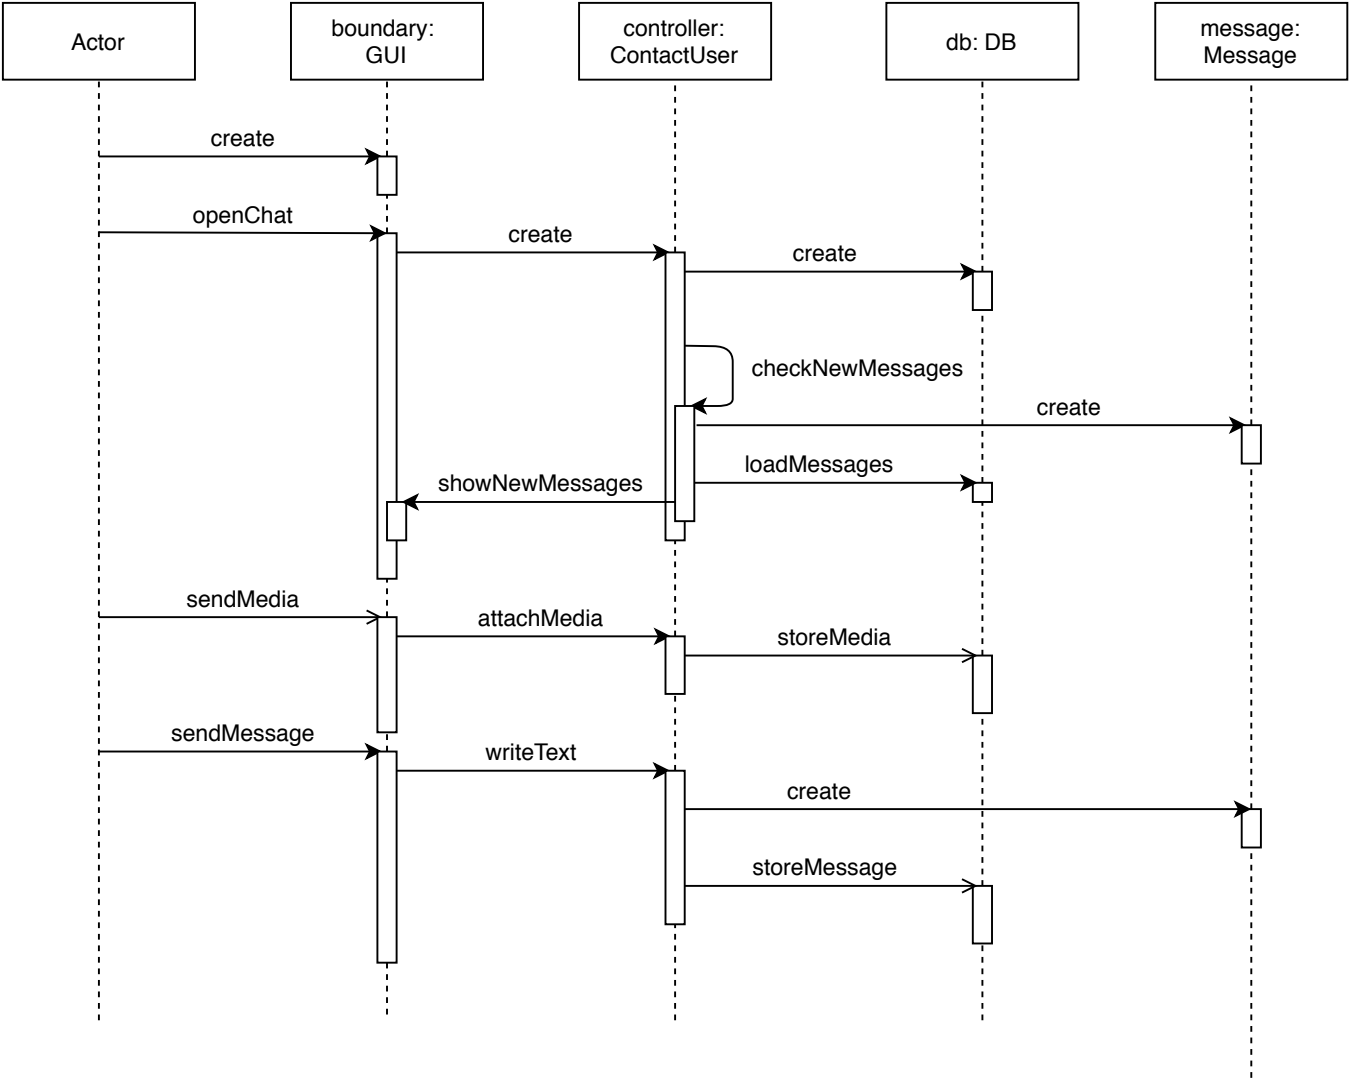 Actor
boundary:
GUI
controller:
ContactUser
db: DB
message:
Message
create
openChat
create
create
checkNewMessages
create
loadMessages
showNewMessages
sendMedia
attachMedia
storeMedia
sendMessage
writeText
create
storeMessage